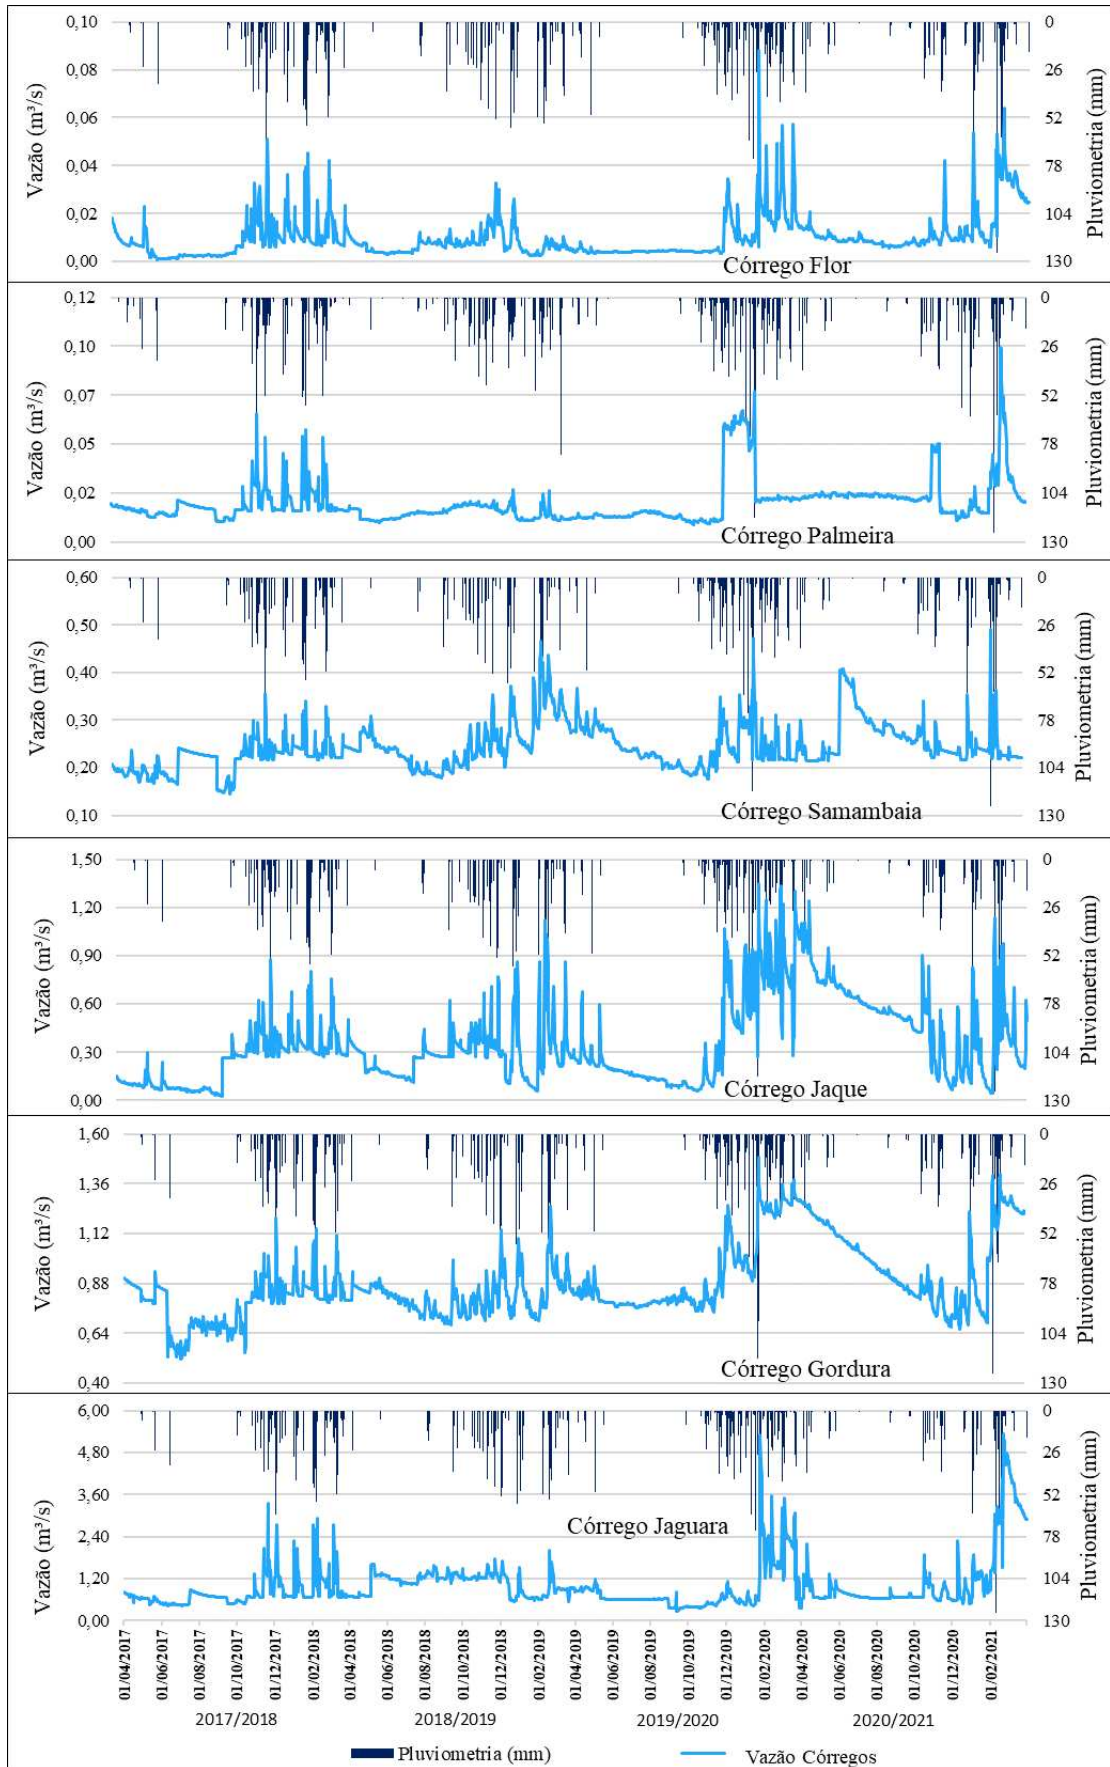 0,10 0
0,08 26
0,06 52
0,04 78
0,02 104
0,00 130
Vazão (m³/s)
Pluviometria (mm)
Córrego Flor
0,12 0
0,10 26
0,07 52
0,05 78
0,02 104
0,00 130
Vazão (m³/s)
Pluviometria (mm)
Córrego Palmeira
0,60 0
0,50 26
0,40 52
0,30 78
0,20 104
0,10 130
Vazão (m³/s)
Pluviometria (mm)
Córrego Samambaia
1,50 0
1,20 26
0,90 52
0,60 78
0,30 104
0,00 130
Vazão (m³/s)
Pluviometria (mm)
Córrego Jaque
1,60 0
1,36 26
1,12 52
0,88 78
0,64 104
0,40 130
Vazão (m³/s)
Pluviometria (mm)
Córrego Gordura
6,00 0
4,80 26
3,60 52
2,40 78
1,20 104
0,00 130
Vazão (m³/s)
Pluviometria (mm)
Córrego Jaguara
01/04/2017 01/06/2017 01/08/2017 01/10/2017 01/12/2017 01/02/2018 01/04/2018 01/06/2018 01/08/2018 01/10/2018 01/12/2018 01/02/2019 01/04/2019 01/06/2019 01/08/2019 01/10/2019 01/12/2019 01/02/2020 01/04/2020 01/06/2020 01/08/2020 01/10/2020 01/12/2020 01/02/2021
2017/2018 2018/2019 2019/2020 2020/2021
Pluviometria (mm) Vazão Córregos